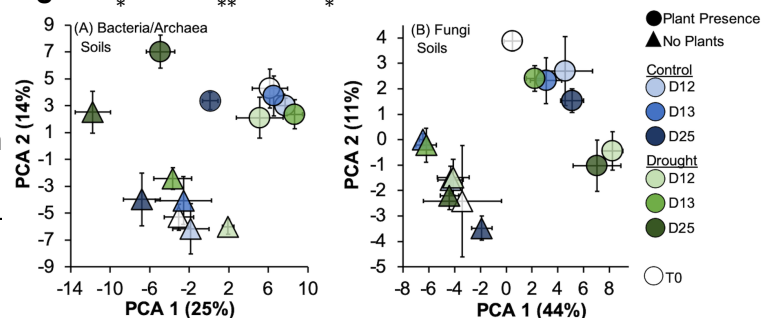 * ** *
(A) Bacteria/Archaea
Soils
PCA 2 (14%)
9
7
5
3
1
-1
-3
-5
-7
-9
-14 -10 -6 -2 2 6 10
PCA 1 (25%)
(B) Fungi
Soils
PCA 2 (11%)
4
3
2
1
0
-1
-2
-3
-4
-5
-8 -6 -4 -2 0 2 4 6 8
PCA 1 (44%)
Plant Presence
No Plants
Control
D12
D13
D25
Drought
D12
D13
D25
T0